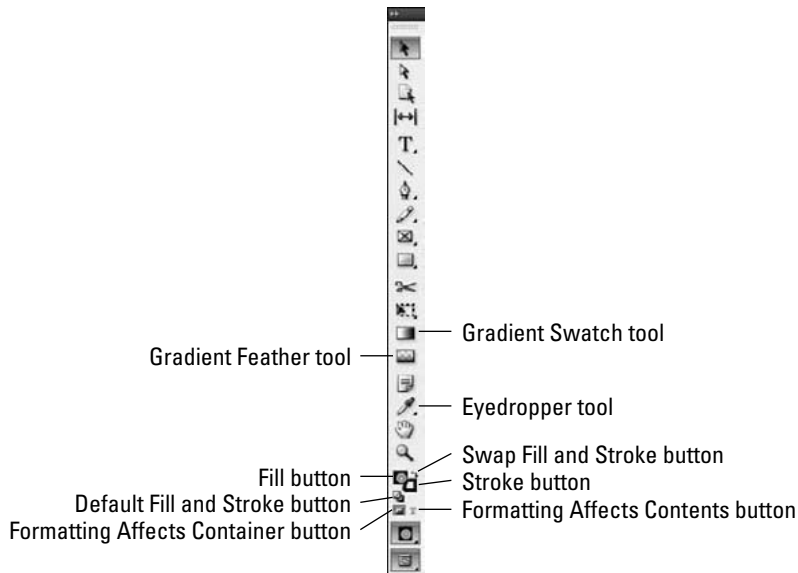 T
Gradient Swatch tool
Gradient Feather tool
Eyedropper tool
Swap Fill and Stroke button
Fill button
Stroke button
Default Fill and Stroke button
Formatting Affects Contents button
Formatting Affects Container button